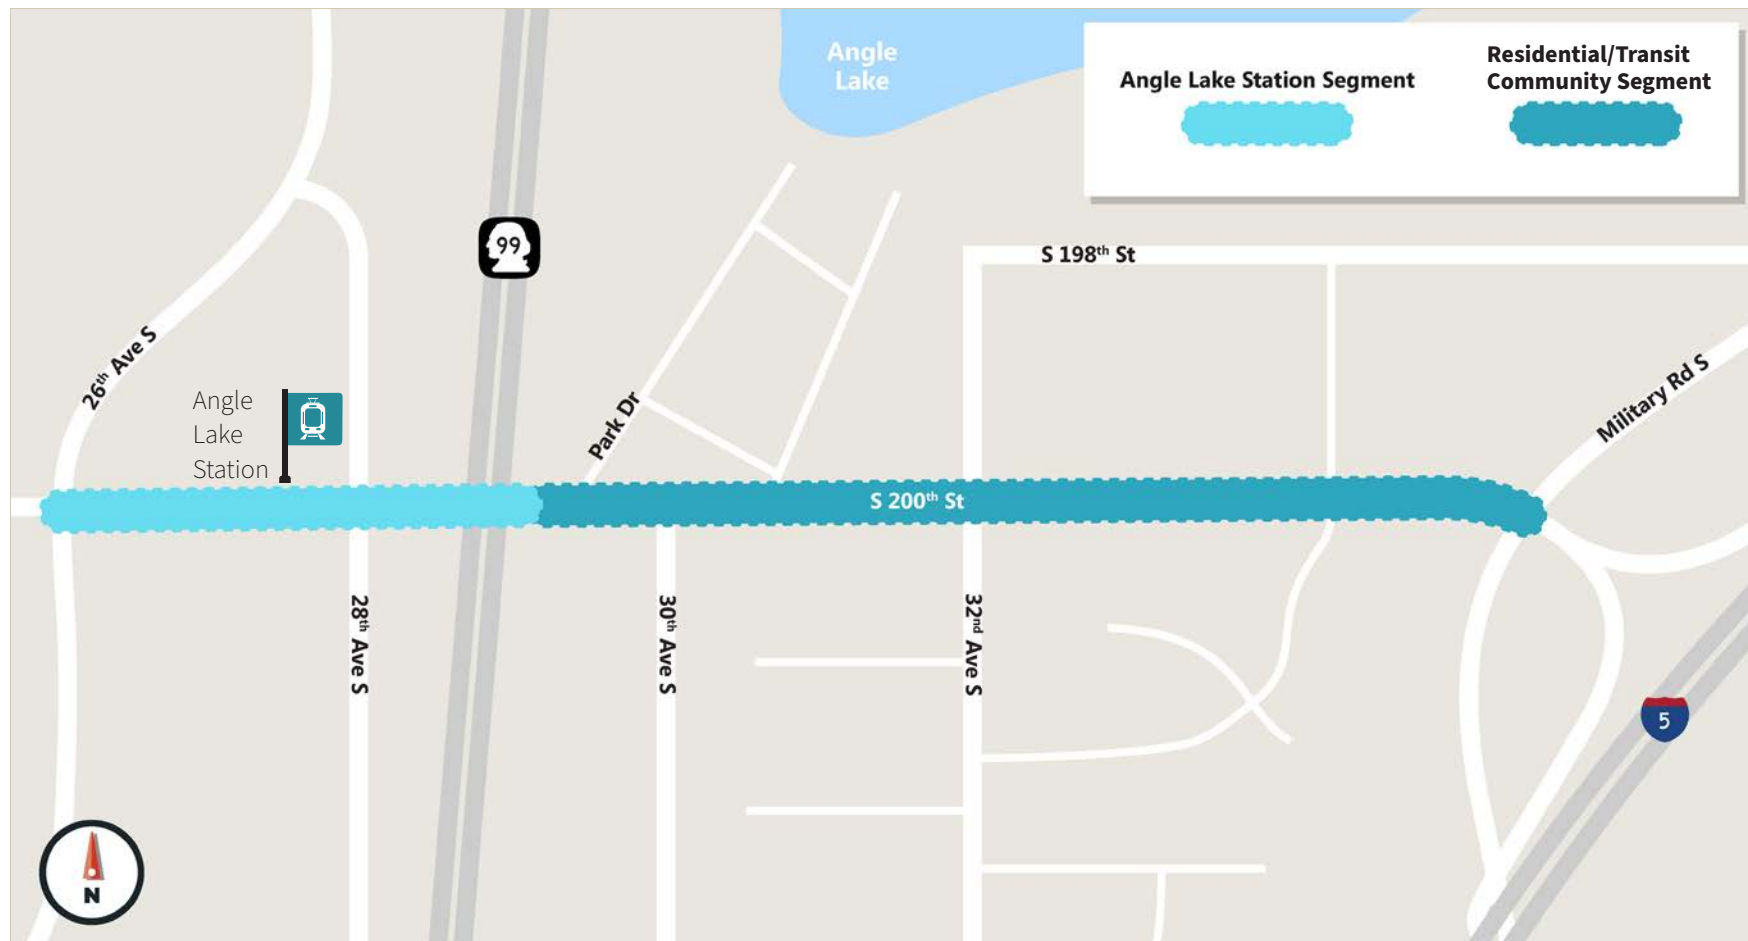 Angle
Lake
Angle Lake Station Segment
Residential/Transit
Community Segment
99
S 198th St
26th Ave S
Angle
Lake
Station
Park Dr
Military Rd S
S 200th St
28th Ave S
30th Ave S
32nd Ave S
5
N